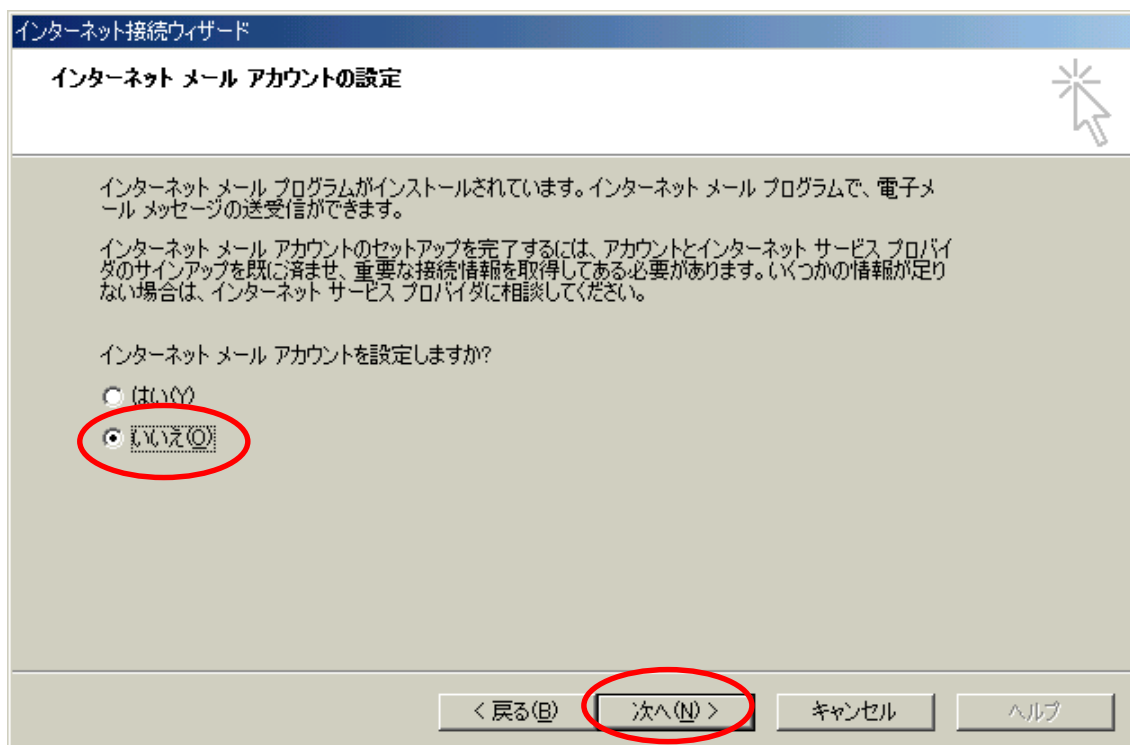 インターネット接続ウィザード
インターネット メール アカウントの設定
インターネット メール プログラムがインストールされています。インターネット メール プログラムで、電子メ
ール メッセージの送受信ができます。
インターネット メール アカウントのセットアップを完了するには、アカウントとインターネット サービス プロバイ
ダのサインアップを既に済ませ、重要な接続情報を取得してある必要があります。いくつかの情報が足り
ない場合は、インターネット サービス プロバイダに相談してください。
インターネット メール アカウントを設定しますか?
はい(Y)
いいえ(O)
< 戻る(B) 次へ(N) > キャンセル ヘルプ